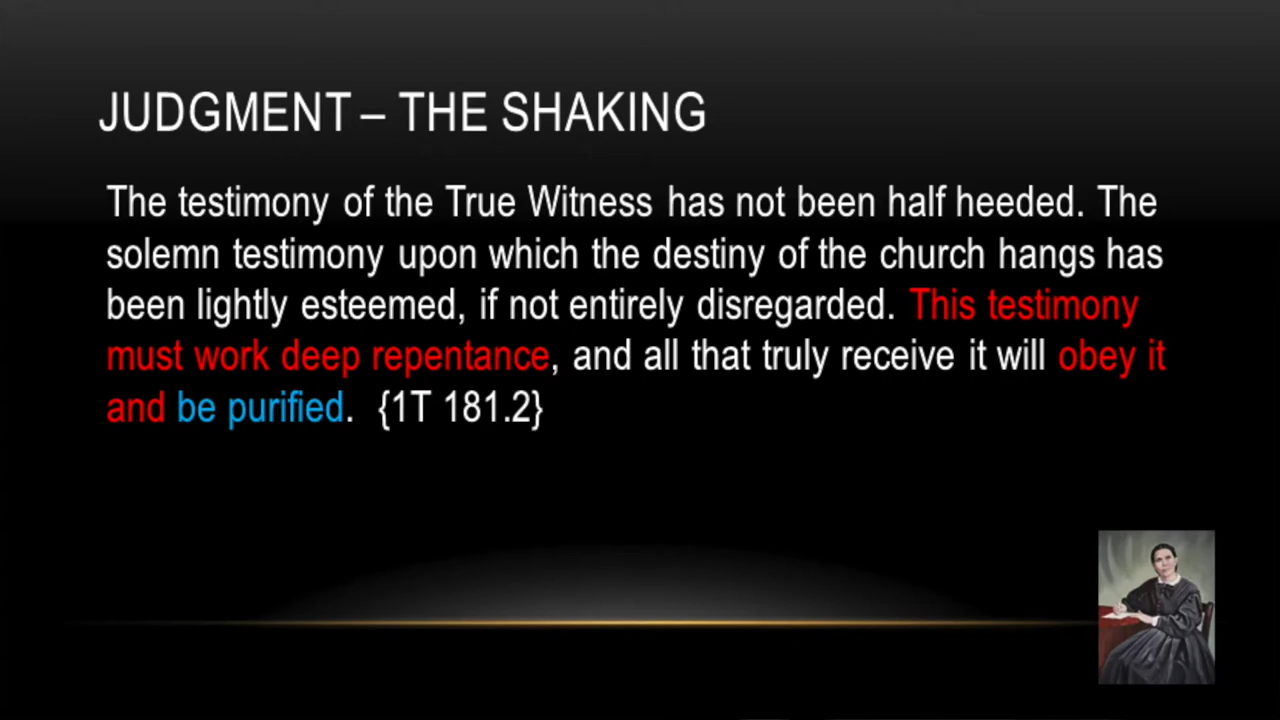 JUDGMENT – THE SHAKING
The testimony of the True Witness has not been half heeded. The
solemn testimony upon which the destiny of the church hangs has
been lightly esteemed, if not entirely disregarded. This testimony
must work deep repentance, and all that truly receive it will obey it
and be purified. {1T 181.2}